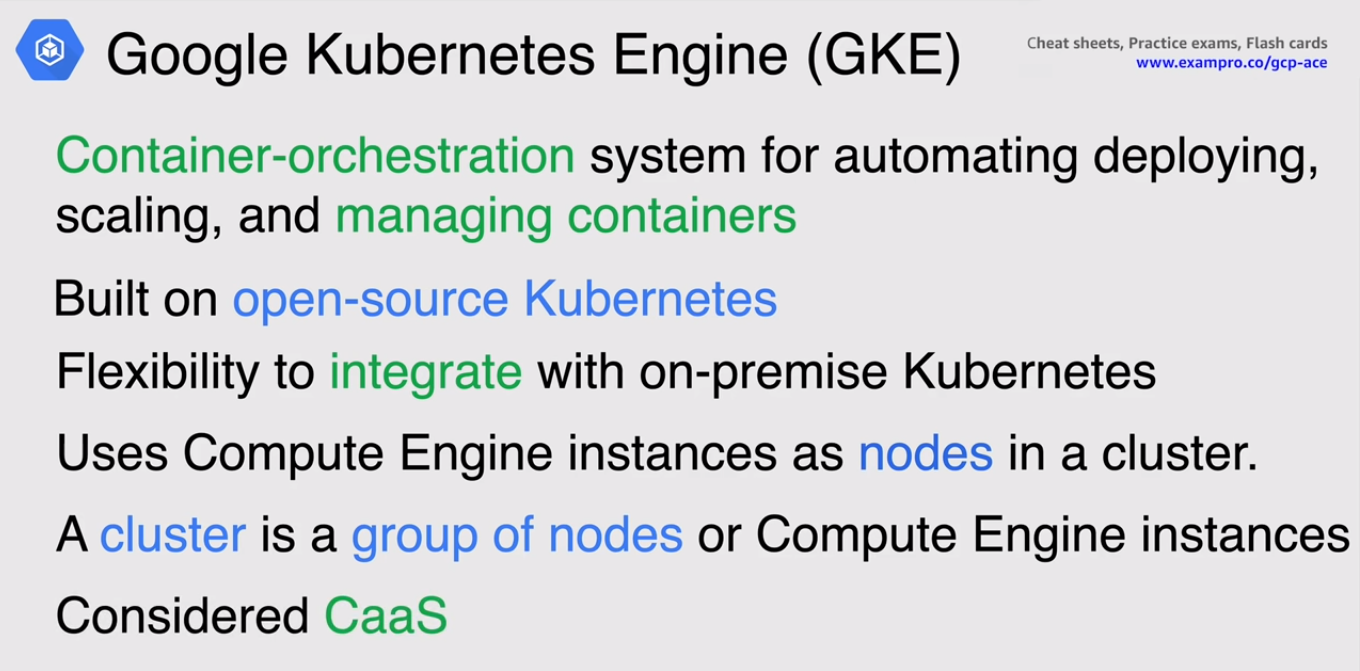 Google Kubernetes Engine (GKE)
Cheat sheets, Practice exams, Flash cards
www.exampro.co/gcp-ace
Container-orchestration system for automating deploying,
scaling, and managing containers
Built on open-source Kubernetes
Flexibility to integrate with on-premise Kubernetes
Uses Compute Engine instances as nodes in a cluster.
A cluster is a group of nodes or Compute Engine instances
Considered CaaS